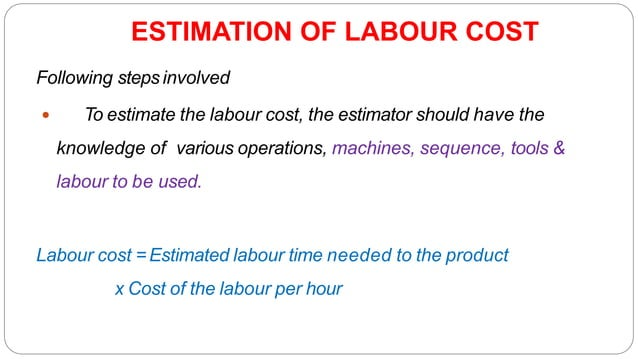 ESTIMATION OF LABOUR COST
Following steps involved
• To estimate the labour cost, the estimator should have the
knowledge of various operations, machines, sequence, tools &
labour to be used.
Labour cost = Estimated labour time needed to the product
x Cost of the labour per hour